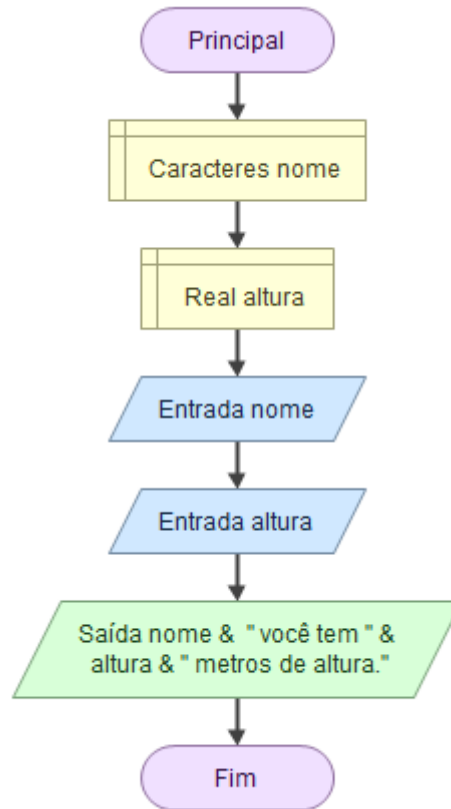 Principal
Caracteres nome
Real altura
Entrada nome
Entrada altura
Saída nome & " você tem " &
altura & " metros de altura."
Fim